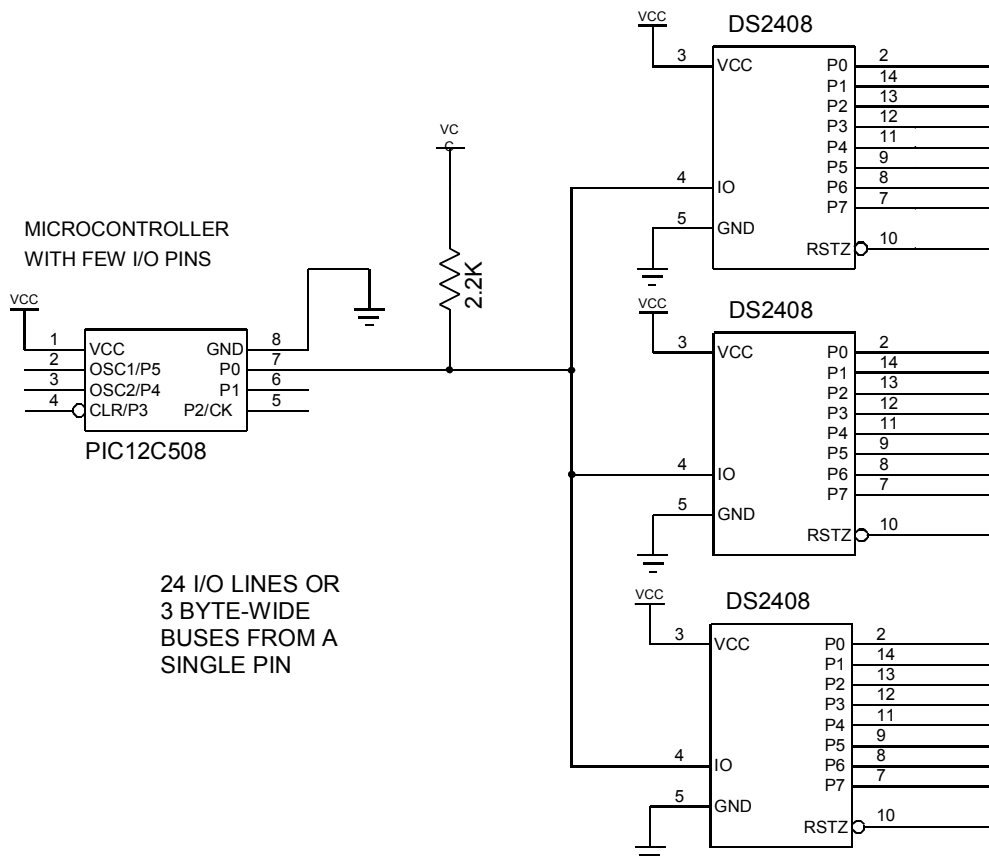 VCC
DS2408
3
VCC
P0
2
P1
14
P2
13
P3
12
P4
11
P5
9
P6
8
P7
7
4
IO
5
GND
RSTZ
10
VC
C
2.2K
MICROCONTROLLER
WITH FEW I/O PINS
VCC
1
VCC
GND
8
2
OSC1/P5
P0
7
3
OSC2/P4
P1
6
4
CLR/P3
P2/CK
5
PIC12C508
VCC
DS2408
3
VCC
P0
2
P1
14
P2
13
P3
12
P4
11
P5
9
P6
8
P7
7
4
IO
5
GND
RSTZ
10
24 I/O LINES OR
3 BYTE-WIDE
BUSES FROM A
SINGLE PIN
VCC
DS2408
3
VCC
P0
2
P1
14
P2
13
P3
12
P4
11
P5
9
P6
8
P7
7
4
IO
5
GND
RSTZ
10